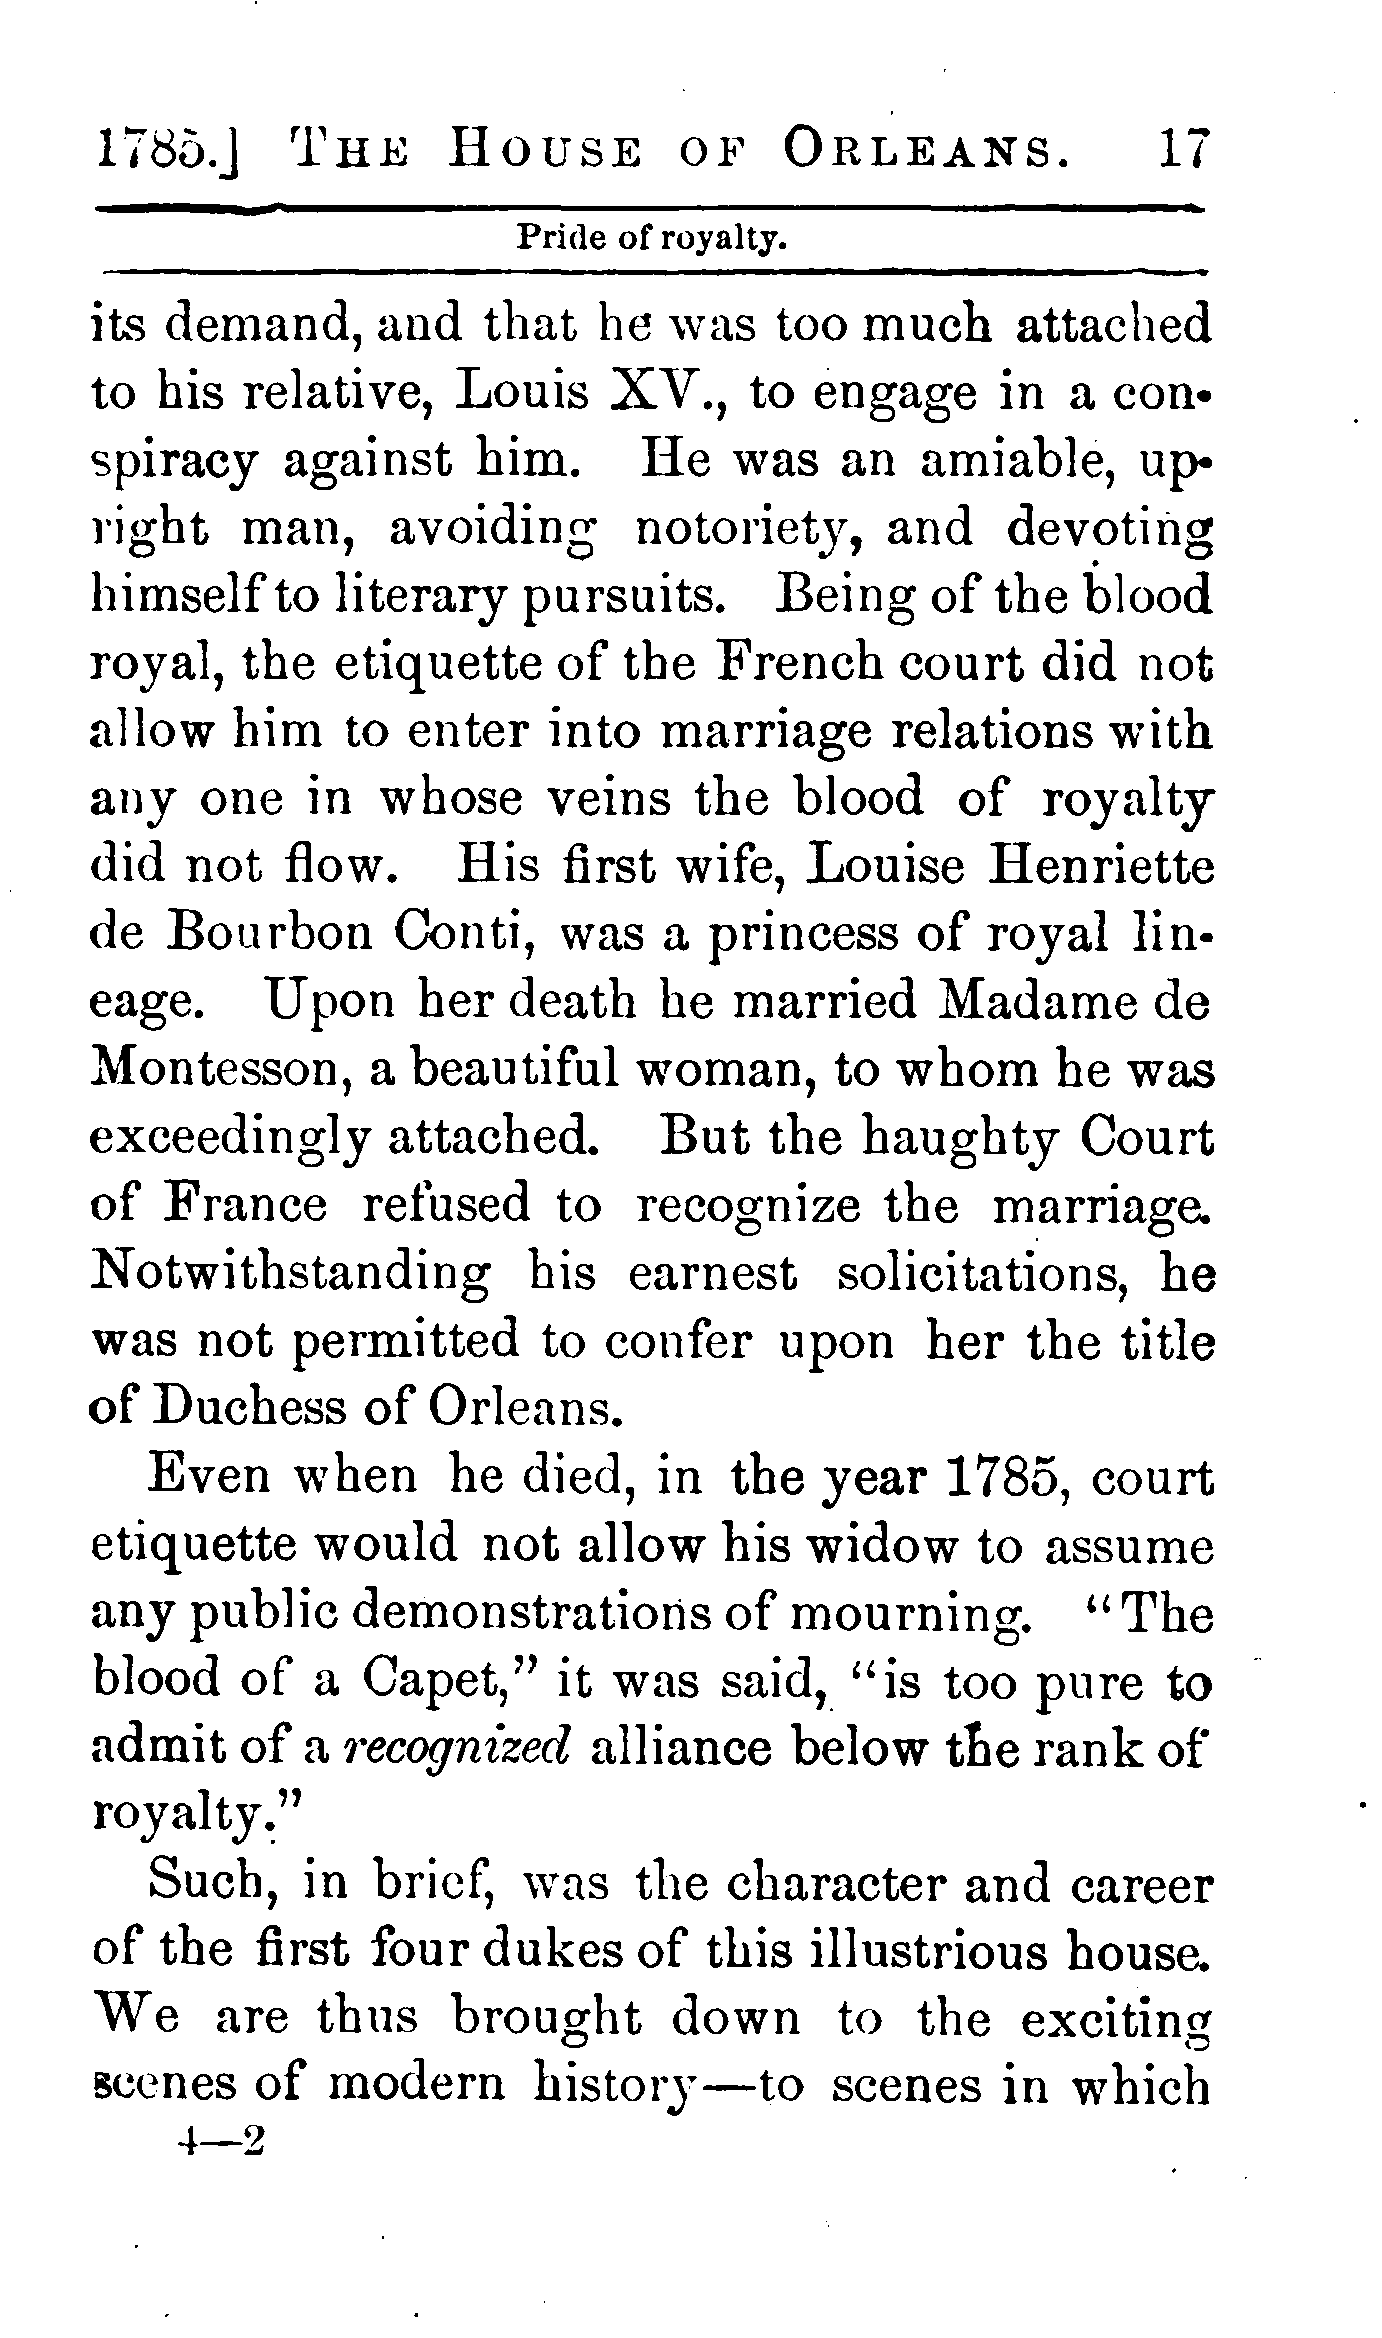 1785.] THE HOUSE OF ORLEANS. 17
Pride of royalty.
its demand, and that he was too much attached
to his relative, Louis XV., to engage in a con-
spiracy against him. He was an amiable, up-
right man, avoiding notoriety, and devoting
himself to literary pursuits. Being of the blood
royal, the etiquette of the French court did not
allow him to enter into marriage relations with
any one in whose veins the blood of royalty
did not flow. His first wife, Louise Henriette
de Bourbon Conti, was a princess of royal lin-
eage. Upon her death he married Madame de
Montesson, a beautiful woman, to whom he was
exceedingly attached. But the haughty Court
of France refused to recognize the marriage.
Notwithstanding his earnest solicitations, he
was not permitted to confer upon her the title
of Duchess of Orleans.
Even when he died, in the year 1785, court
etiquette would not allow his widow to assume
any public demonstrations of mourning. "The
blood of a Capet," it was said, "is too pure to
admit of a recognized alliance below the rank of
royalty."
Such, in brief, was the character and career
of the first four dukes of this illustrious house.
We are thus brought down to the exciting
scenes of modern history—to scenes in which
4—2